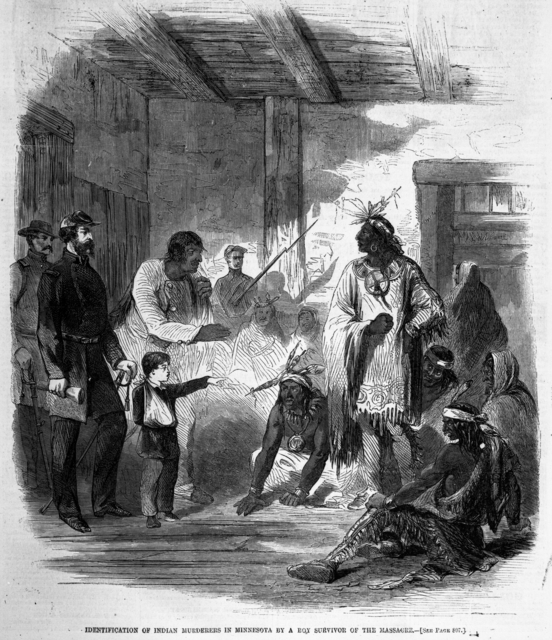 IDENTIFICATION OF INDIAN MURDERERS IN MINNESOTA BY A BOY SURVIVOR OF THE MASSACRE.—[SEE PAGE 807.]